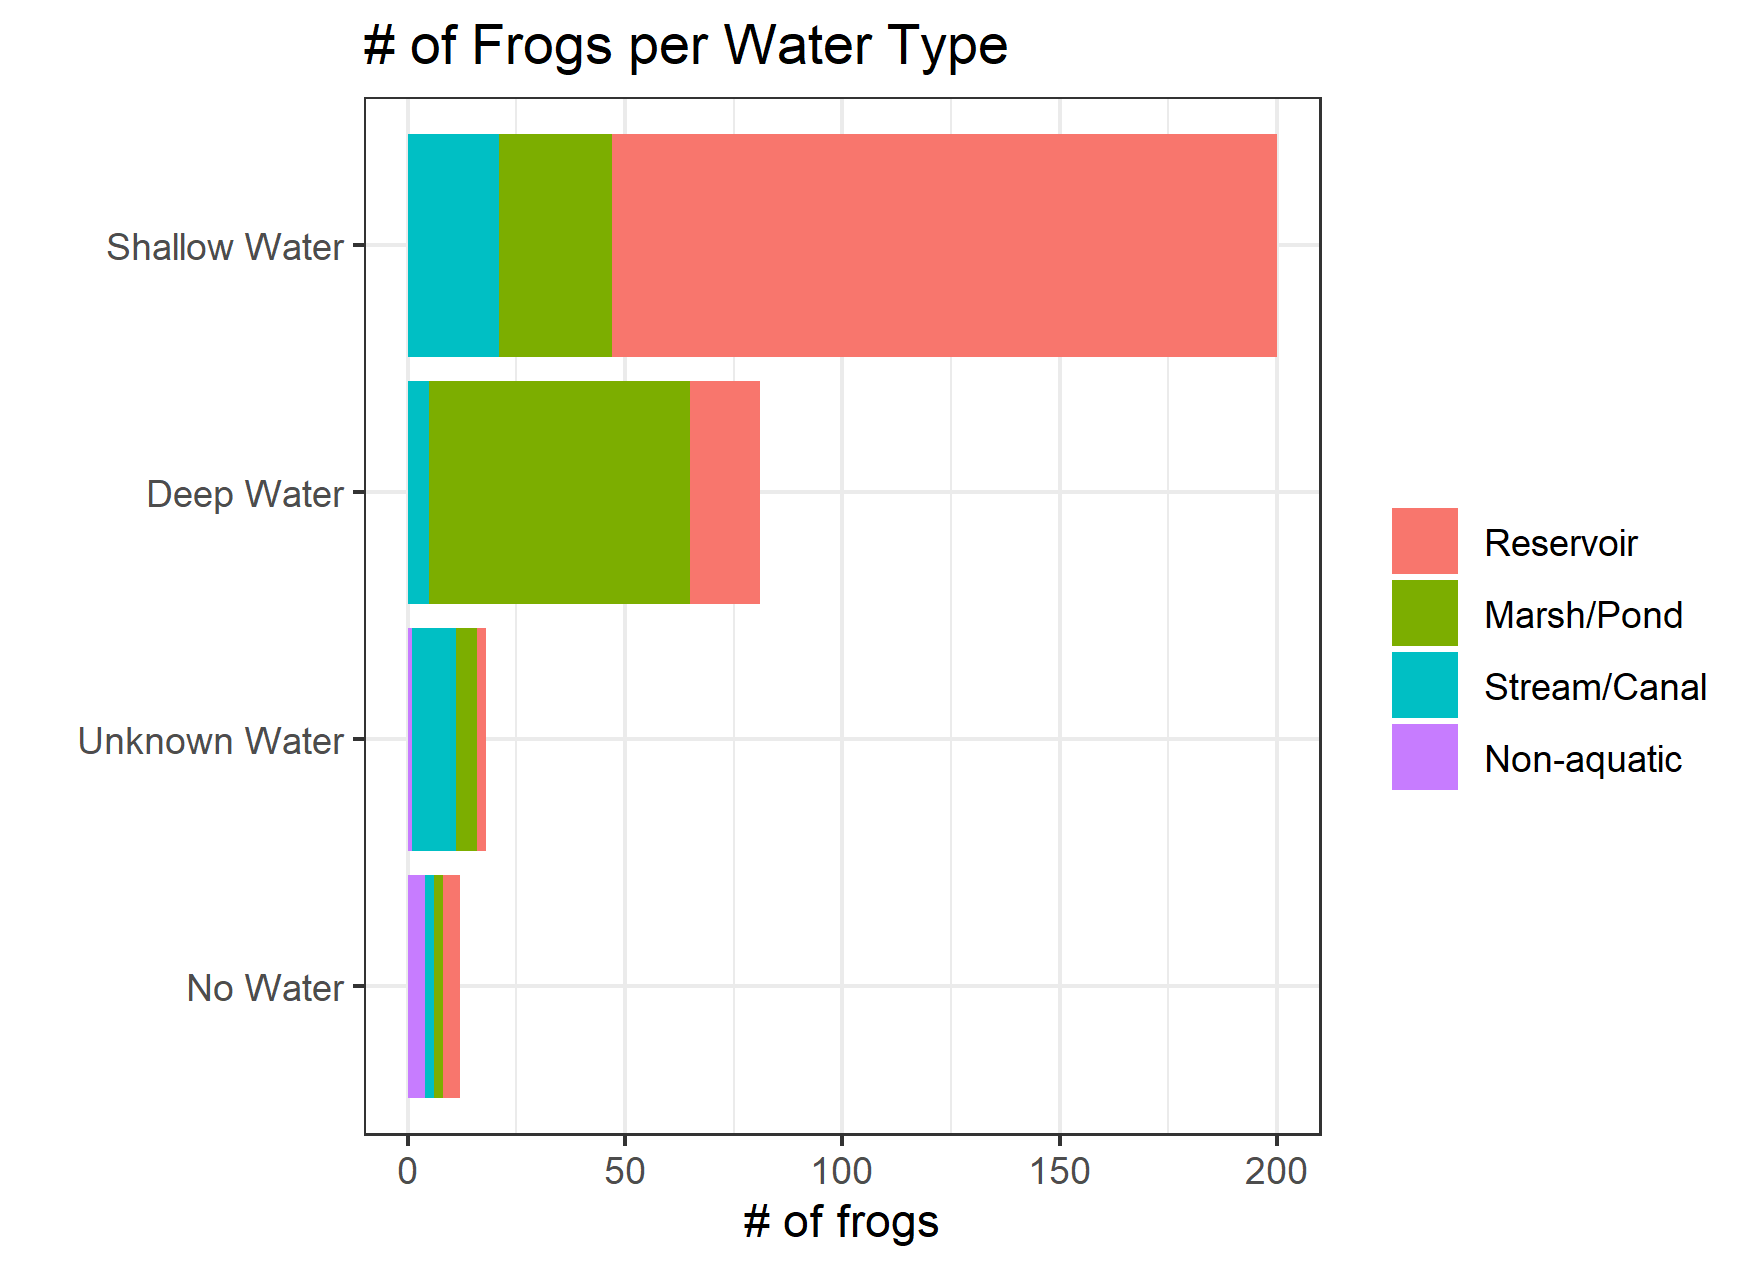 # of Frogs per Water Type
Shallow Water
Deep Water
Unknown Water
No Water
0 50 100 150 200
# of frogs
Reservoir
Marsh/Pond
Stream/Canal
Non-aquatic